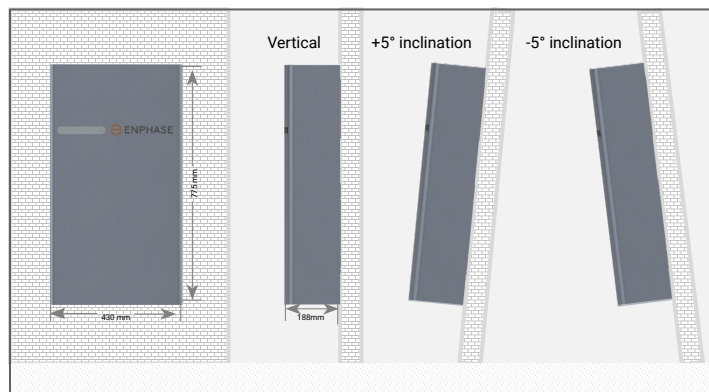 Vertical
+5° inclination
-5° inclination
ENPHASE
775 mm
430 mm
188mm